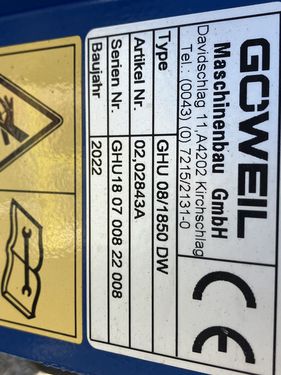 GÖWEIL
Maschinenbau GmbH
Davidschlag 11, A4202 Kirchschlag
Tel.: (0043) (0) 7215/2131-0
CE
Type GHU 08/1850 DW
Artikel Nr. 02,02843A
Serien Nr. GHU18 07 008 22 008
Baujahr 2022